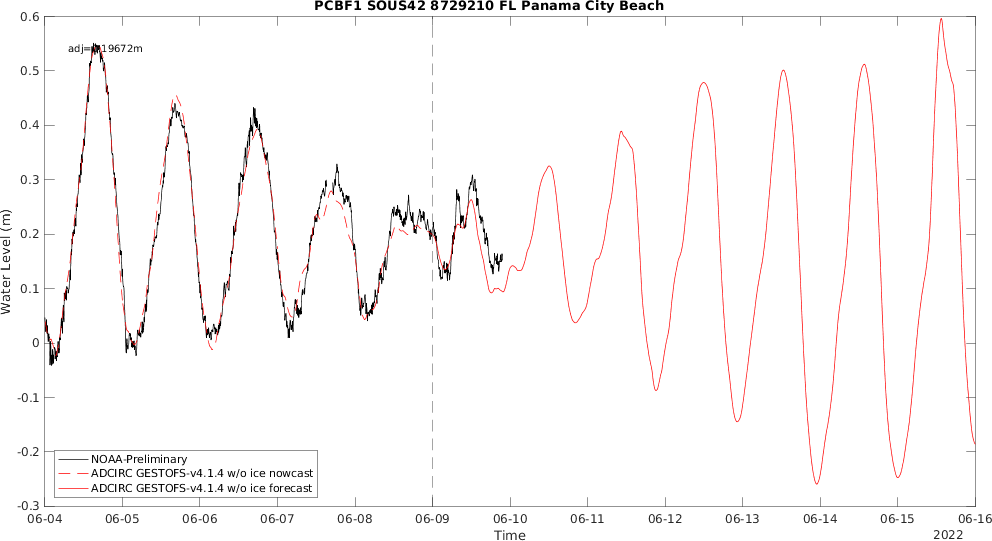 PCBF1 SOUS42 8729210 FL Panama City Beach
0.6
adj= 19672m
0.5
0.4
0.3
0.2
0.1
0
-0.1
-0.2
-0.3
Water Level (m)
NOAA-Preliminary
ADCIRC GESTOFS-v4.1.4 w/o ice nowcast
ADCIRC GESTOFS-v4.1.4 w/o ice forecast
06-04 06-05 06-06 06-07 06-08 06-09 06-10 06-11 06-12 06-13 06-14 06-15 06-16
Time
2022